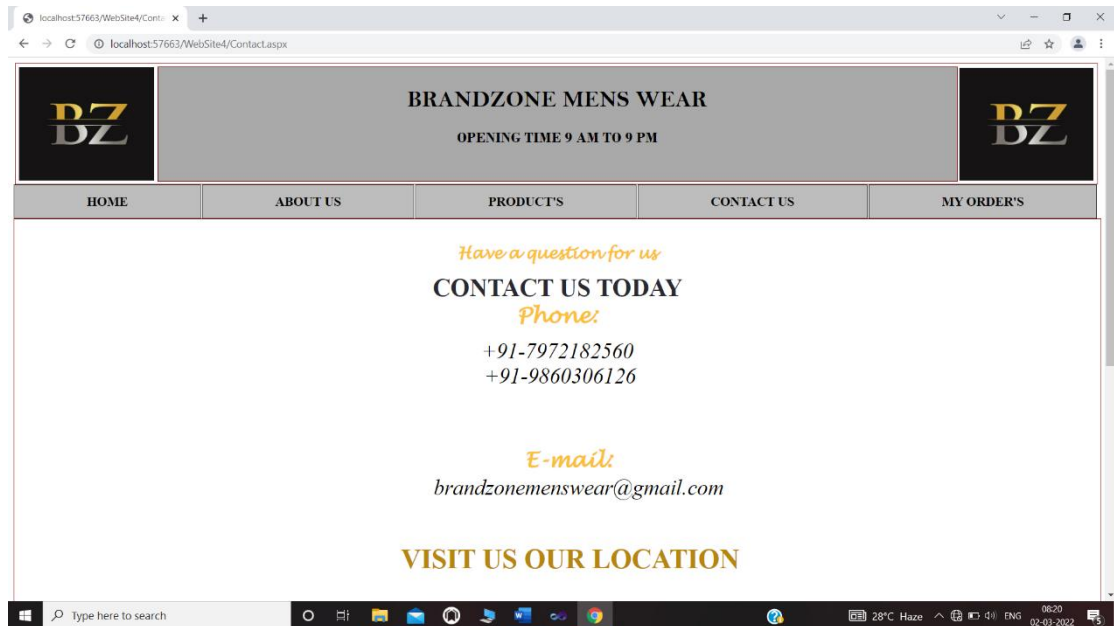 localhost:57663/WebSite4/Conta
localhost:57663/WebSite4/Contact.aspx
BZ
BRANDZONE MENS WEAR
OPENING TIME 9 AM TO 9 PM
BZ
HOME
ABOUT US
PRODUCT'S
CONTACT US
MY ORDER'S
Have a question for us
CONTACT US TODAY
Phone:
+91-7972182560
+91-9860306126
E-mail:
brandzonemenswear@gmail.com
VISIT US OUR LOCATION
Type here to search
28°C Haze
ENG
08:20
02-03-2022